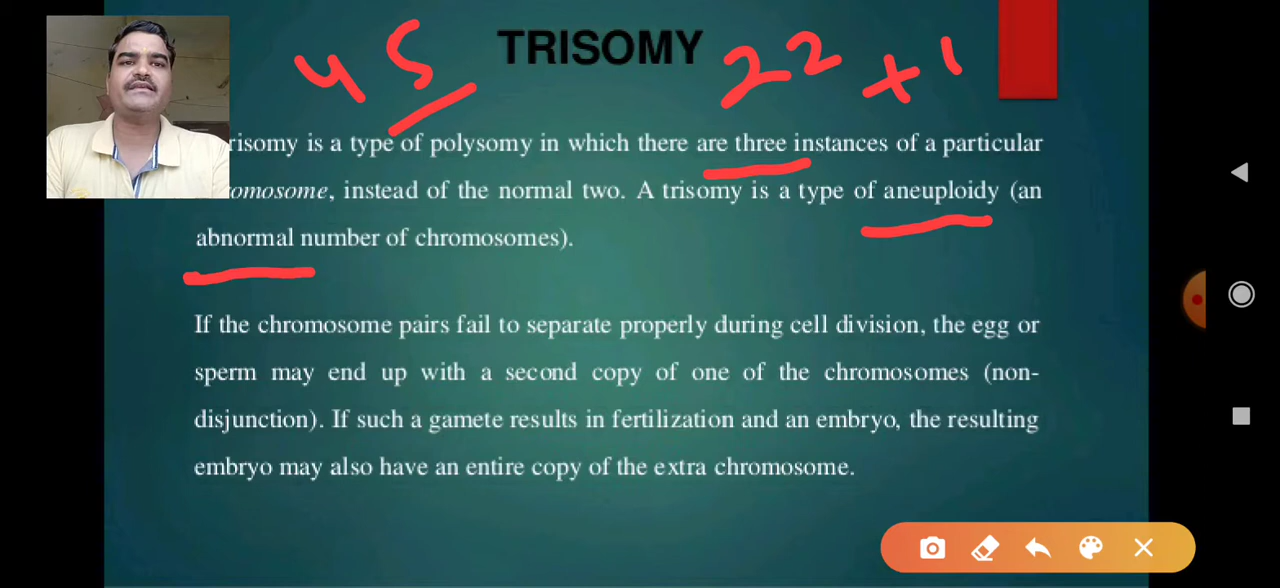 45 TRISOMY 22+1
risomy is a type of polysomy in which there are three instances of a particular
omosome, instead of the normal two. A trisomy is a type of aneuploidy (an
abnormal number of chromosomes).
If the chromosome pairs fail to separate properly during cell division, the egg or
sperm may end up with a second copy of one of the chromosomes (non-
disjunction). If such a gamete results in fertilization and an embryo, the resulting
embryo may also have an entire copy of the extra chromosome.